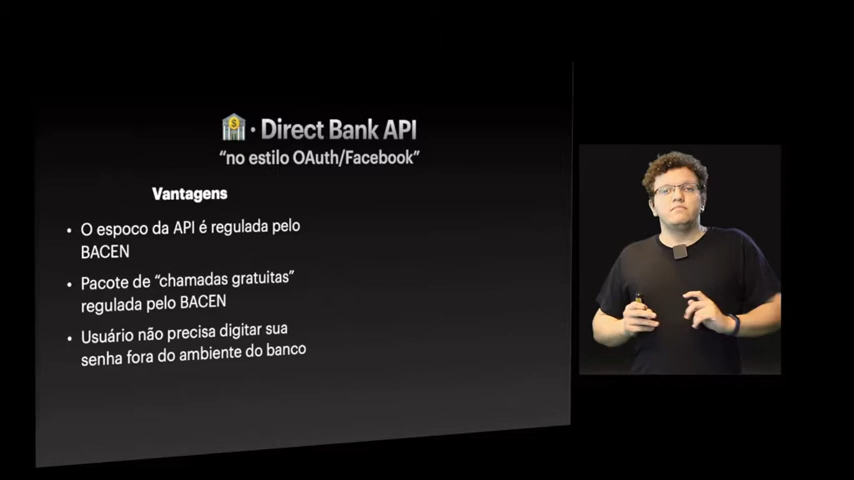 · Direct Bank API
“no estilo OAuth/Facebook”
Vantagens
• O espoco da API é regulada pelo
BACEN
• Pacote de “chamadas gratuitas”
regulada pelo BACEN
• Usuário não precisa digitar sua
senha fora do ambiente do banco